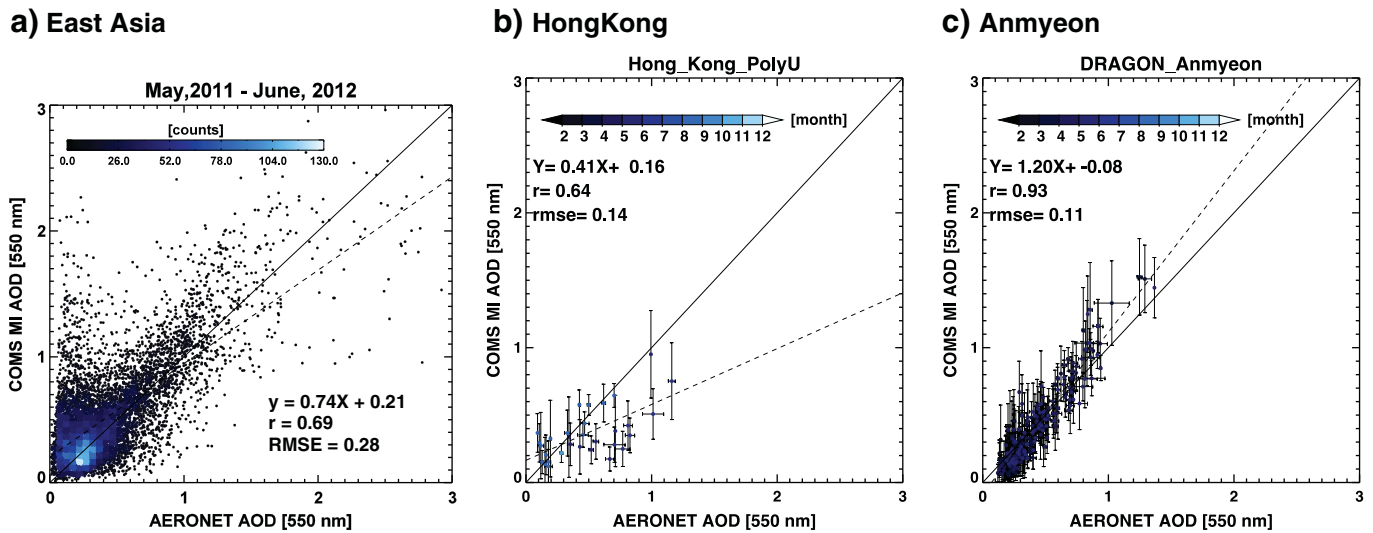 a) East Asia
May,2011 - June, 2012
[counts]
0.0 26.0 52.0 78.0 104.0 130.0
y = 0.74X + 0.21
r = 0.69
RMSE = 0.28
3
2
1
0
COMS MI AOD [550 nm]
0 1 2 3
AERONET AOD [550 nm]
b) HongKong
Hong_Kong_PolyU
[month]
2 3 4 5 6 7 8 9 10 11 12
Y= 0.41X+ 0.16
r= 0.64
rmse= 0.14
3
2
1
0
COMS MI AOD [550 nm]
0 1 2 3
AERONET AOD [550 nm]
c) Anmyeon
DRAGON_Anmyeon
[month]
2 3 4 5 6 7 8 9 10 11 12
Y= 1.20X+ -0.08
r= 0.93
rmse= 0.11
3
2
1
0
COMS MI AOD [550 nm]
0 1 2 3
AERONET AOD [550 nm]